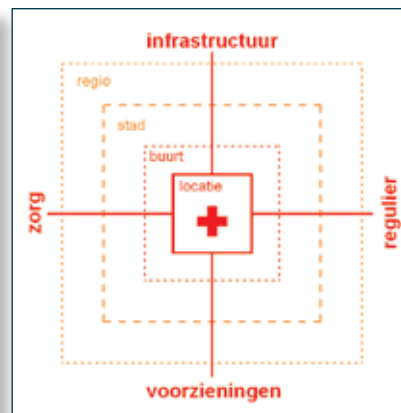 infrastructuur
regio
stad
buurt
locatie
zorg
regulier
voorzieningen